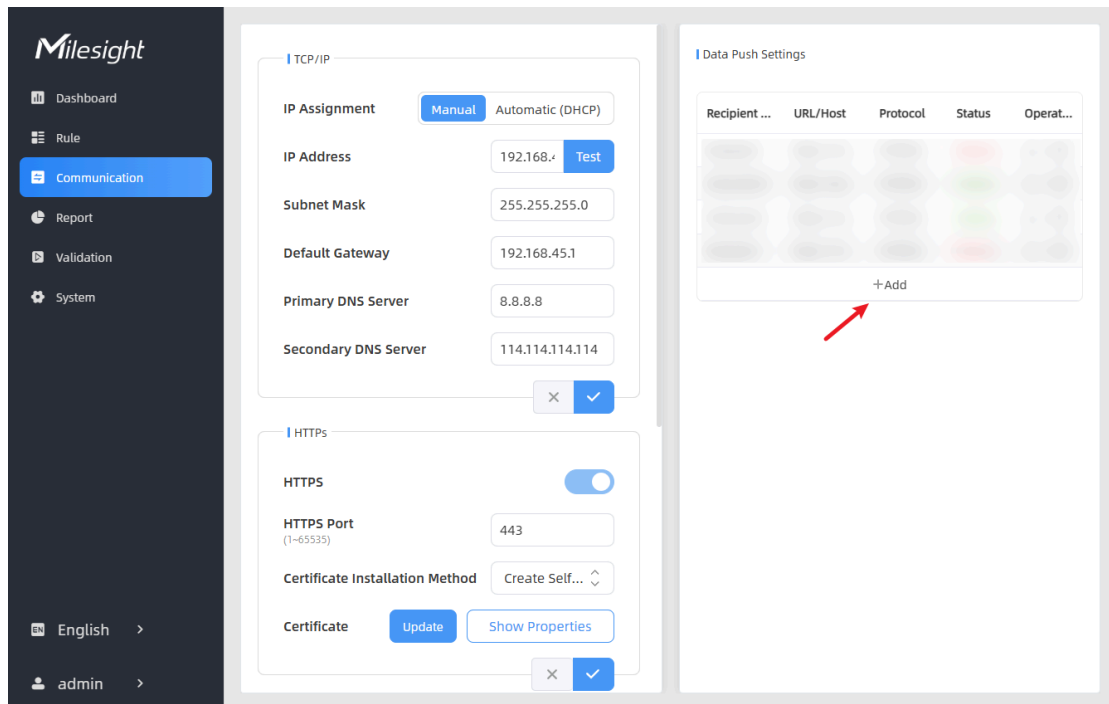 Milesight
Dashboard
Rule
Communication
Report
Validation
System
EN English >
admin >
TCP/IP
IP Assignment Manual Automatic (DHCP)
IP Address 192.168. Test
Subnet Mask 255.255.255.0
Default Gateway 192.168.45.1
Primary DNS Server 8.8.8.8
Secondary DNS Server 114.114.114.114
HTTPs
HTTPS
HTTPS Port 443
(1~65535)
Certificate Installation Method Create Self...
Certificate Update Show Properties
Data Push Settings
Recipient ... URL/Host Protocol Status Operat...
+Add